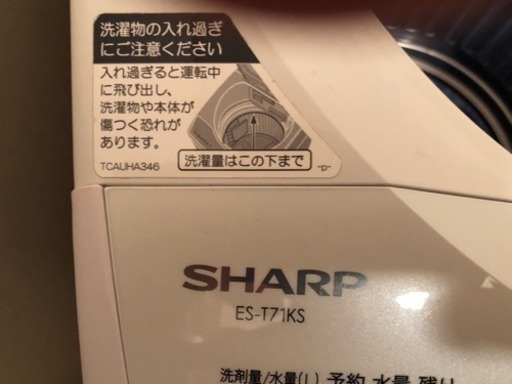 洗濯物の入れ過ぎ
にご注意ください
入れ過ぎると運転中
に飛び出し、
洗濯物や本体が
傷つく恐れが
あります。
洗濯量はこの下まで
TCAUHA346
SHARP
ES-T71KS
洗剤量/水量(L) 予約 水量 残り